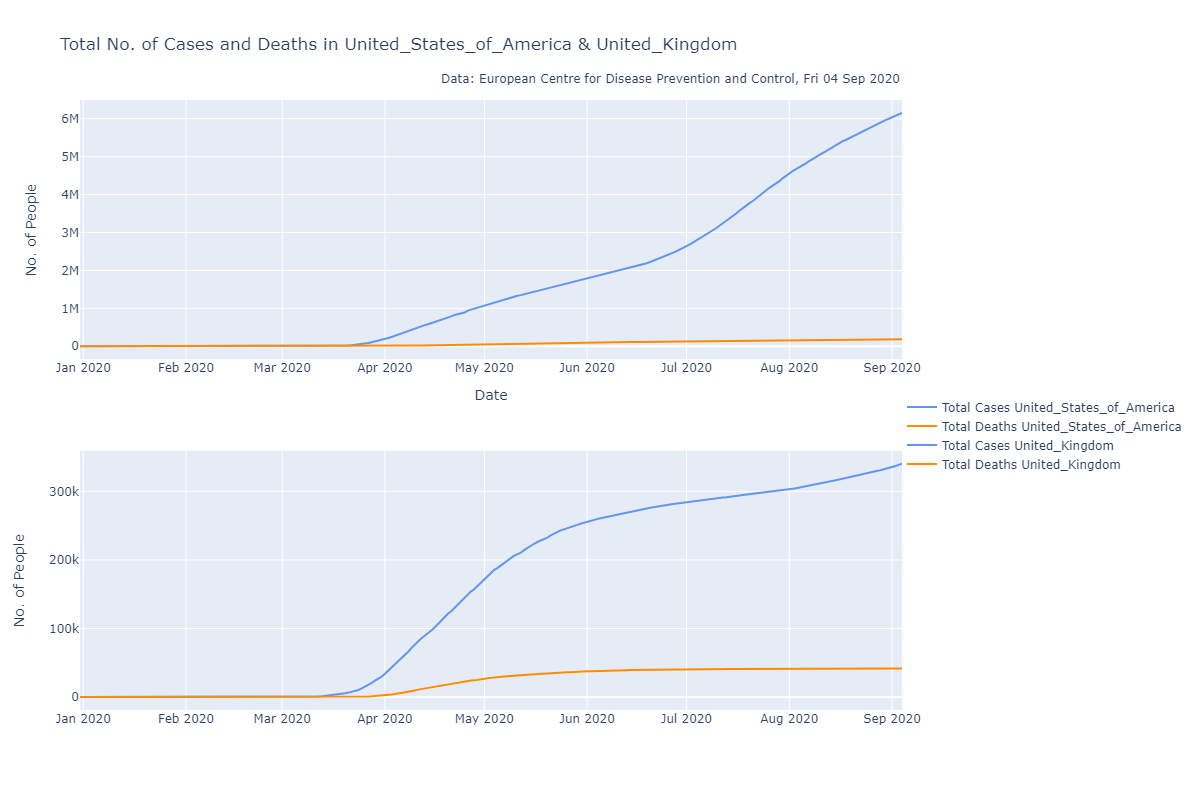 Total No. of Cases and Deaths in United_States_of_America & United_Kingdom
Data: European Centre for Disease Prevention and Control, Fri 04 Sep 2020
No. of People
6M
5M
4M
3M
2M
1M
0
Jan 2020 Feb 2020 Mar 2020 Apr 2020 May 2020 Jun 2020 Jul 2020 Aug 2020 Sep 2020
Date
Total Cases United_States_of_America
Total Deaths United_States_of_America
Total Cases United_Kingdom
Total Deaths United_Kingdom
No. of People
300k
200k
100k
0
Jan 2020 Feb 2020 Mar 2020 Apr 2020 May 2020 Jun 2020 Jul 2020 Aug 2020 Sep 2020